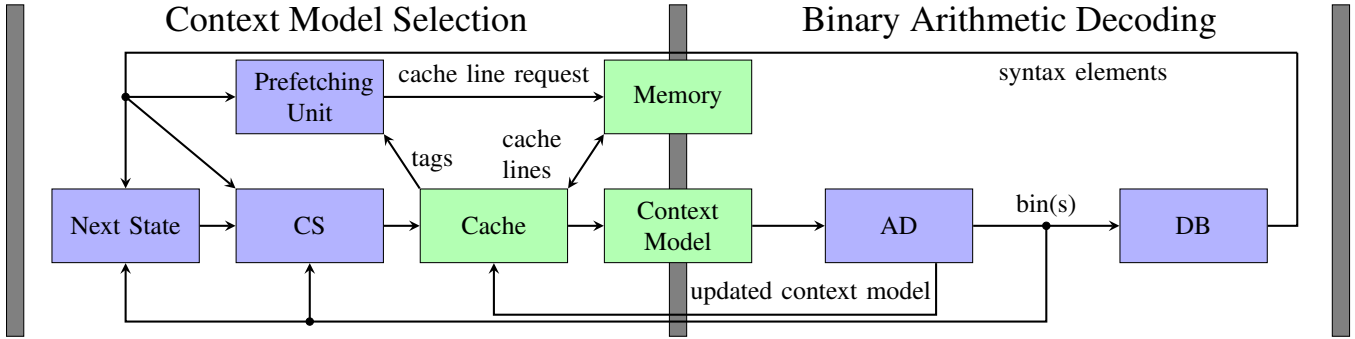 Context Model Selection
Binary Arithmetic Decoding
Prefetching
Unit
cache line request
Memory
syntax elements
tags
cache
lines
Next State
CS
Cache
Context
Model
AD
bin(s)
DB
updated context model